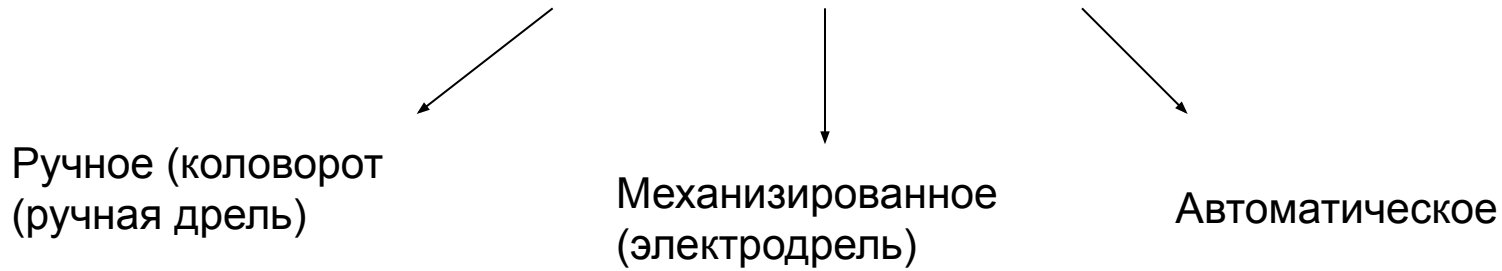 Ручное (коловорот
(ручная дрель)
Механизированное
(электродрель)
Автоматическое